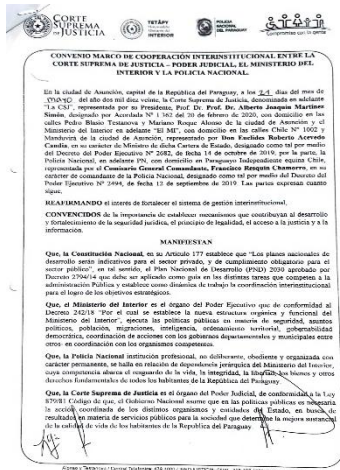 CORTE
SUPREMA
DE JUSTICIA
TETÃPY
MINISTERIO DEL
INTERIOR
POLICÍA
NACIONAL
CONVENIO MARCO DE COOPERACIÓN INTERINSTITUCIONAL ENTRE LA
CORTE SUPREMA DE JUSTICIA – PODER JUDICIAL, EL MINISTERIO DEL
INTERIOR Y LA POLICÍA NACIONAL.
En la ciudad de Asunción, capital de la República del Paraguay, a los días del mes de
mayo del año dos mil diez veinte, la Corte Suprema de Justicia, denominada en adelante
"La CSJ", representada por su Presidente, Prof. Dr. Prof. Dr. Alberto Joaquín Martínez
Simón, designado por Acordada N° 1362 del 20 de febrero de 2020, con domicilio en las
calles Pedro Blasio Testanova y Mariano Roque Alonso de la ciudad de Asunción y el
Ministerio del Interior en adelante "El MI", con domicilio en las calles Chile N° 1002 y
Manduvirá de la ciudad de Asunción, representado por Don Euclides Roberto Acevedo
Candia, en su carácter de Ministro de dicha Cartera de Estado, designado como tal por medio
del Decreto del Poder Ejecutivo N° 2682, de fecha 14 de octubre de 2019; por la parte, la
Policía Nacional, en adelante PN, con domicilio en Paraguayo Independiente equina Chile,
representada por el Comisario General Comandante, Francisco Resquín Chamorro, en su
carácter de comandante de la Policía Nacional, designado como tal por medio del Decreto del
Poder Ejecutivo N° 2494, de fecha 12 de septiembre de 2019. Las partes expresan cuanto
sigue.
REAFIRMANDO el interés de fortalecer el sistema de gestión interinstitucional.
CONVENCIDOS de la importancia de establecer mecanismos que contribuyan al desarrollo
y fortalecimiento de la seguridad jurídica, el principio de legalidad, el acceso a la justicia y a la
información.
MANIFIESTAN
Que, la Constitución Nacional, en su Artículo 177 establece que "Los planes nacionales de
desarrollo serán indicativos para el sector privado, y de cumplimiento obligatorio para el
sector público", en tal sentido, el Plan Nacional de Desarrollo (PND) 2030 aprobado por
Decreto 2794/14 que debe ser aplicado como guía en las distintas tareas que competen a la
administración Pública y establece como dinámica de trabajo la coordinación interinstitucional
para el logro de los objetivos estratégicos.
Que, el Ministerio del Interior es el órgano del Poder Ejecutivo que de conformidad al
Decreto 242/18 "Por el cual se establece la nueva estructura orgánica y funcional del
Ministerio del Interior", ejecuta las políticas públicas en materia de seguridad, asuntos
políticos, población, migraciones, inteligencia, ordenamiento territorial, gobernabilidad
democrática, coordinación de acciones con los gobiernos departamentales y municipales entre
otros- en coordinación con los organismos competentes.
Que, la Policía Nacional institución profesional, no deliberante, obediente y organizada con
carácter permanente, se halla en relación de dependencia jerárquica del Ministerio del Interior,
cuya competencia abarca el resguardo de la vida, la integridad, la libertad, los bienes y otros
derechos fundamentales de todos los habitantes de la República del Paraguay.
Que, la Corte Suprema de Justicia es el órgano del Poder Judicial, de conformidad a la Ley
879/81 Código de que, el Gobierno Nacional asume que en las políticas públicas es necesaria
la acción coordinada de los distintos organismos y entidades del Estado, en busca de
resultados en materia de servicios públicos para la sociedad que determine la mejora sustancial
de la calidad de vida de los habitantes de la República del Paraguay.